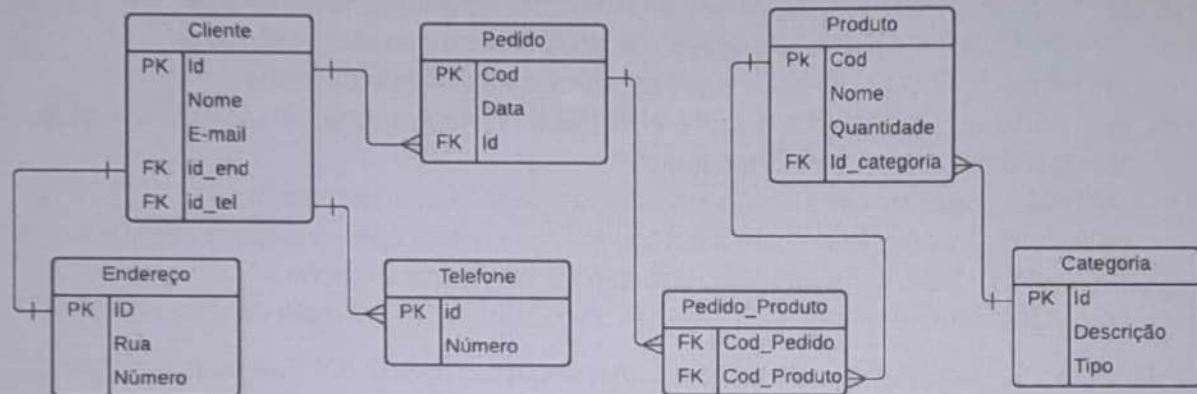 Cliente
PK Id
Nome
E-mail
FK id_end
FK id_tel
Pedido
PK Cod
Data
FK Id
Produto
Pk Cod
Nome
Quantidade
FK Id_categoria
Endereço
PK ID
Rua
Número
Telefone
PK id
Número
Pedido_Produto
FK Cod_Pedido
FK Cod_Produto
Categoria
PK Id
Descrição
Tipo